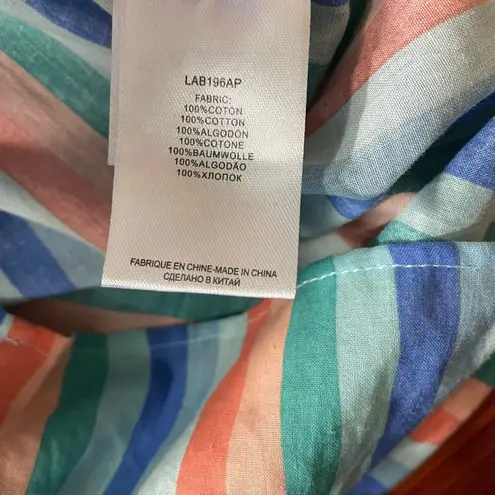 LAB196AP
FABRIC:
100%COTON
100%COTTON
100%ALGODÓN
100%COTONE
100%BAUMWOLLE
100%ALGODÃO
100%ХЛОПОК
FABRIQUE EN CHINE-MADE IN CHINA
СДЕЛАНО В КИТАЙ